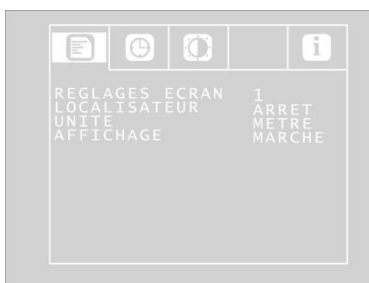 REGLAGES ECRAN 1
LOCALISATEUR ARRET
UNITE METRE
AFFICHAGE MARCHE